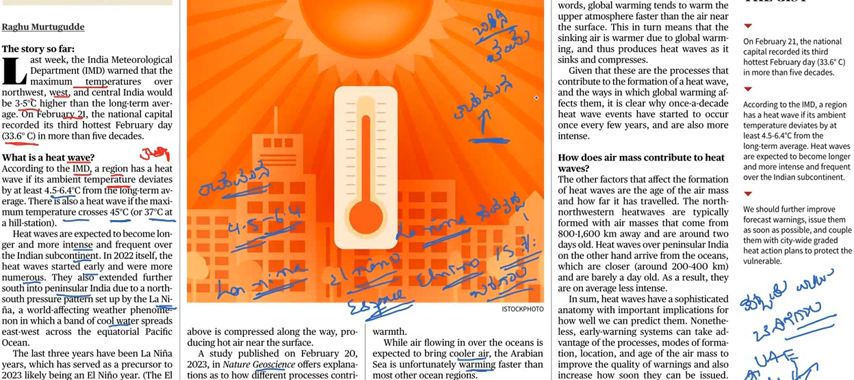 Raghu Murtugudde
The story so far:
Last week, the India Meteorological
Department (IMD) warned that the
maximum temperatures over
northwest, west, and central India would
be 3-5°C higher than the long-term aver-
age. On February 21, the national capital
recorded its third hottest February day
(33.6° C) in more than five decades.
What is a heat wave?
According to the IMD, a region has a heat
wave if its ambient temperature deviates
by at least 4.5-6.4°C from the long-term av-
erage. There is also a heat wave if the maxi-
mum temperature crosses 45°C (or 37°C at
a hill-station).
Heat waves are expected to become lon-
ger and more intense and frequent over
the Indian subcontinent. In 2022 itself, the
heat waves started early and were more
numerous. They also extended further
south into peninsular India due to a north-
south pressure pattern set up by the La Ni-
ña, a world-affecting weather phenome-
non in which a band of cool water spreads
east-west across the equatorial Pacific
Ocean.
The last three years have been La Niña
years, which has served as a precursor to
2023 likely being an El Niño year. (The El
4.5-6.4
La nina
el nino
elnino
La nina
ISTOCKPHOTO
above is compressed along the way, pro-
ducing hot air near the surface.
A study published on February 20,
2023, in Nature Geoscience offers explana-
tions as to how different processes contri-
warmth.
While air flowing in over the oceans is
expected to bring cooler air, the Arabian
Sea is unfortunately warming faster than
most other ocean regions.
words, global warming tends to warm the
upper atmosphere faster than the air near
the surface. This in turn means that the
sinking air is warmer due to global warm-
ing, and thus produces heat waves as it
sinks and compresses.
Given that these are the processes that
contribute to the formation of a heat wave,
and the ways in which global warming af-
fects them, it is clear why once-a-decade
heat wave events have started to occur
once every few years, and are also more
intense.
How does air mass contribute to heat
waves?
The other factors that affect the formation
of heat waves are the age of the air mass
and how far it has travelled. The north-
northwestern heatwaves are typically
formed with air masses that come from
800-1,600 km away and are around two
days old. Heat waves over peninsular India
on the other hand arrive from the oceans,
which are closer (around 200-400 km)
and are barely a day old. As a result, they
are on average less intense.
In sum, heat waves have a sophisticated
anatomy with important implications for
how well we can predict them. Nonethe-
less, early-warning systems can take ad-
vantage of the processes, modes of forma-
tion, location, and age of the air mass to
improve the quality of warnings and also
increase how soon they can be issued.
On February 21, the national
capital recorded its third
hottest February day (33.6° C)
in more than five decades.
According to the IMD, a region
has a heat wave if its ambient
temperature deviates by at
least 4.5-6.4°C from the
long-term average. Heat waves
are expected to become longer
and more intense and frequent
over the Indian subcontinent.
We should further improve
forecast warnings, issue them
as soon as possible, and couple
them with city-wide graded
heat action plans to protect the
vulnerable.
UAE